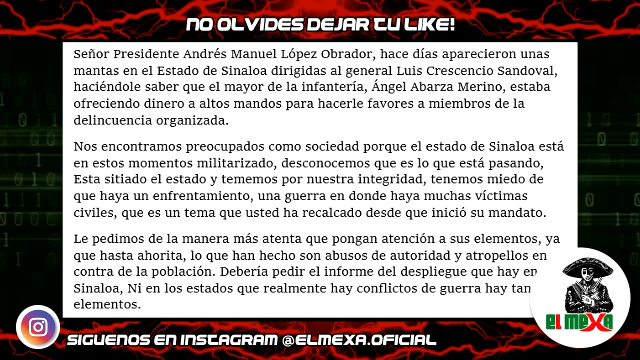 NO OLVIDES DEJAR TU LIKE!
Señor Presidente Andrés Manuel López Obrador, hace días aparecieron unas
mantas en el Estado de Sinaloa dirigidas al general Luis Crescencio Sandoval,
haciéndole saber que el mayor de la infantería, Ángel Abarza Merino, estaba
ofreciendo dinero a altos mandos para hacerle favores a miembros de la
delincuencia organizada.
Nos encontramos preocupados como sociedad porque el estado de Sinaloa está
en estos momentos militarizado, desconocemos que es lo que está pasando,
Esta sitiado el estado y tememos por nuestra integridad, tenemos miedo de
que haya un enfrentamiento, una guerra en donde haya muchas víctimas
civiles, que es un tema que usted ha recalcado desde que inició su mandato.
Le pedimos de la manera más atenta que pongan atención a sus elementos, ya
que hasta ahorita, lo que han hecho son abusos de autoridad y atropellos en
contra de la población. Debería pedir el informe del despliegue que hay en
Sinaloa, Ni en los estados que realmente hay conflictos de guerra hay tan
elementos.
EL MEXA
SIGUENOS EN INSTAGRAM @ELMEXA.OFICIAL